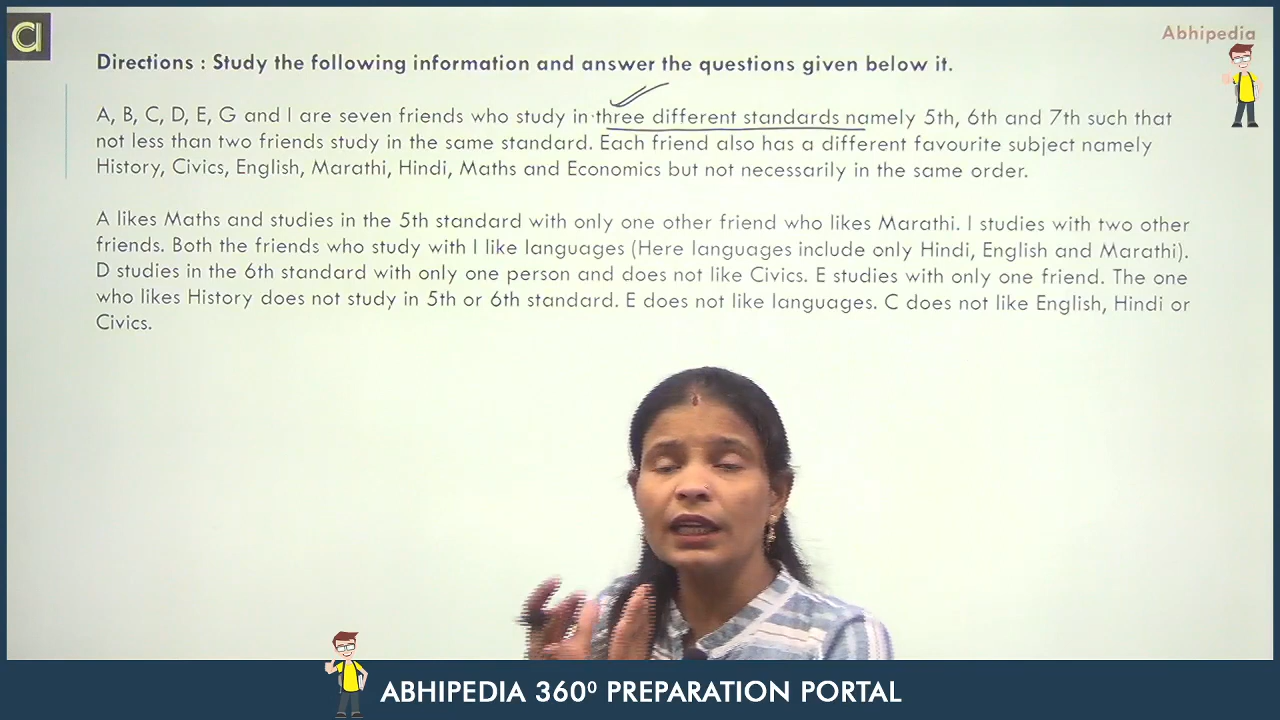 a
Abhipedia
Directions : Study the following information and answer the questions given below it.
A, B, C, D, E, G and I are seven friends who study in three different standards namely 5th, 6th and 7th such that
not less than two friends study in the same standard. Each friend also has a different favourite subject namely
History, Civics, English, Marathi, Hindi, Maths and Economics but not necessarily in the same order.
A likes Maths and studies in the 5th standard with only one other friend who likes Marathi. I studies with two other
friends. Both the friends who study with I like languages (Here languages include only Hindi, English and Marathi).
D studies in the 6th standard with only one person and does not like Civics. E studies with only one friend. The one
who likes History does not study in 5th or 6th standard. E does not like languages. C does not like English, Hindi or
Civics.
ABHIPEDIA 360⁰ PREPARATION PORTAL